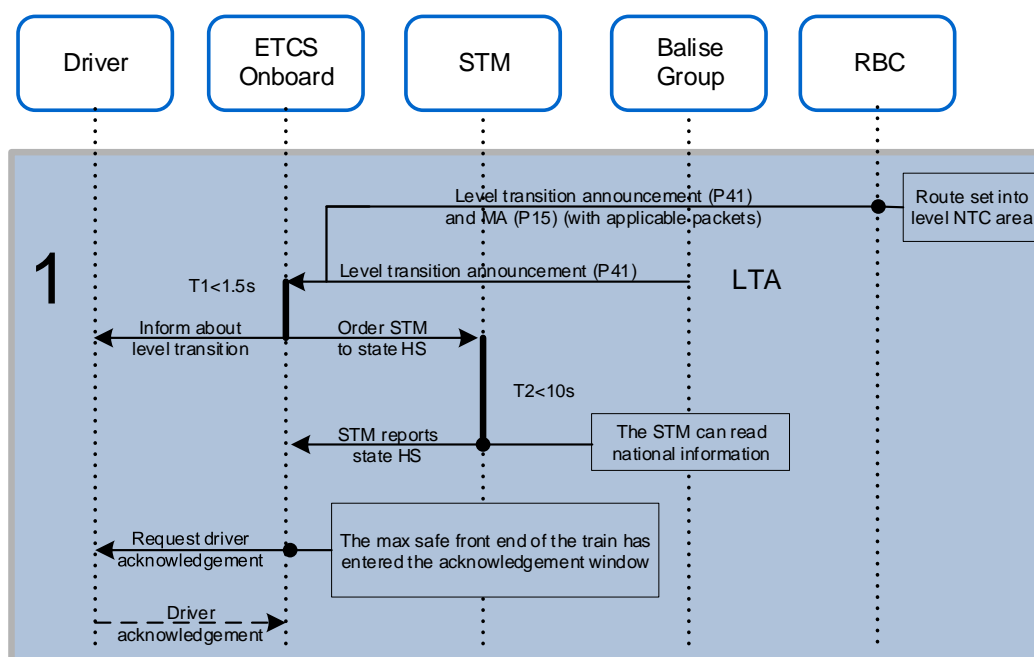 Driver
ETCS
Onboard
STM
Balise
Group
RBC
Level transition announcement (P41)
and MA (P15) (with applicable packets)
Route set into
level NTC area
1
Level transition announcement (P41)
LTA
T1<1.5s
Inform about
level transition
Order STM
to state HS
T2<10s
STM reports
state HS
The STM can read
national information
Request driver
acknowledgement
The max safe front end of the train has
entered the acknowledgement window
Driver
acknowledgement